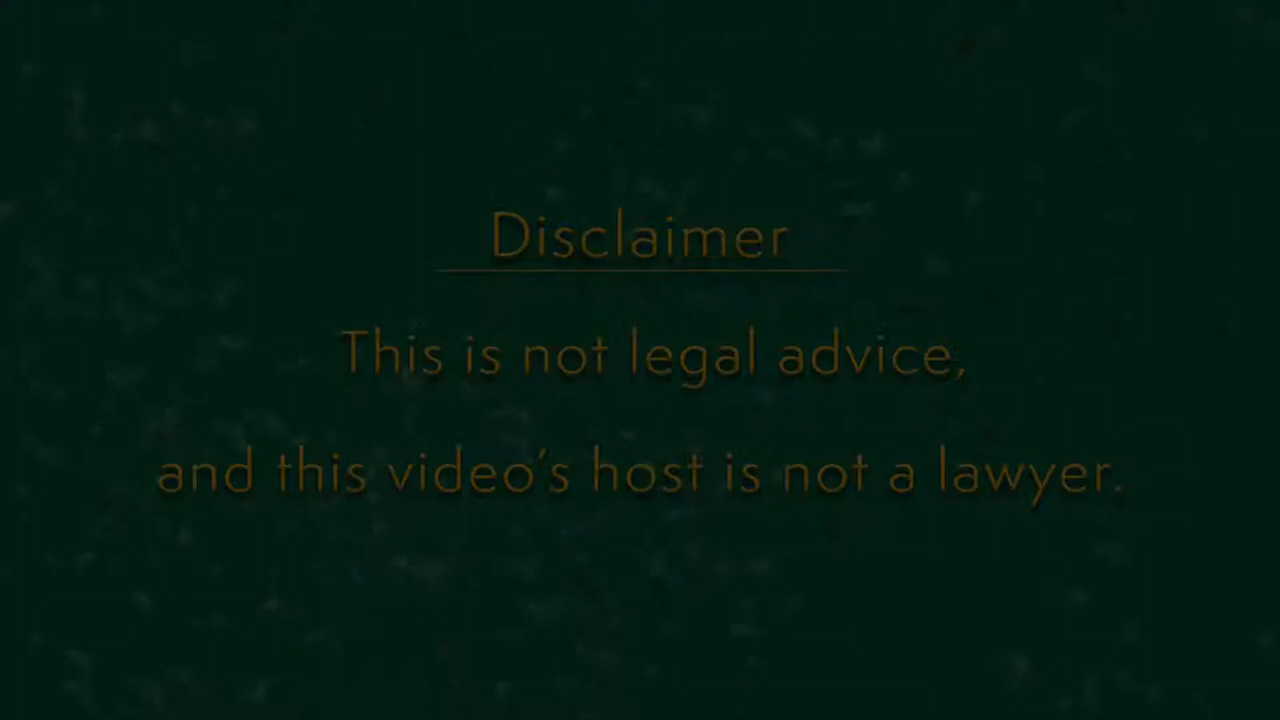 Disclaimer
This is not legal advice,
and this video's host is not a lawyer.